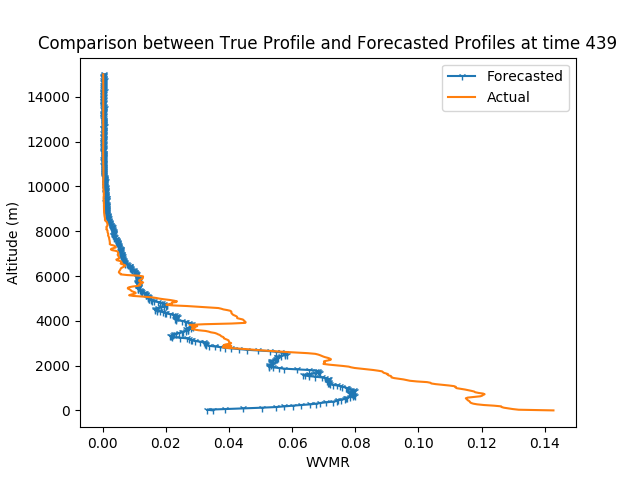 Comparison between True Profile and Forecasted Profiles at time 439
Forecasted
Actual
14000
12000
10000
8000
6000
4000
2000
0
Altitude (m)
0.00 0.02 0.04 0.06 0.08 0.10 0.12 0.14
WVMR